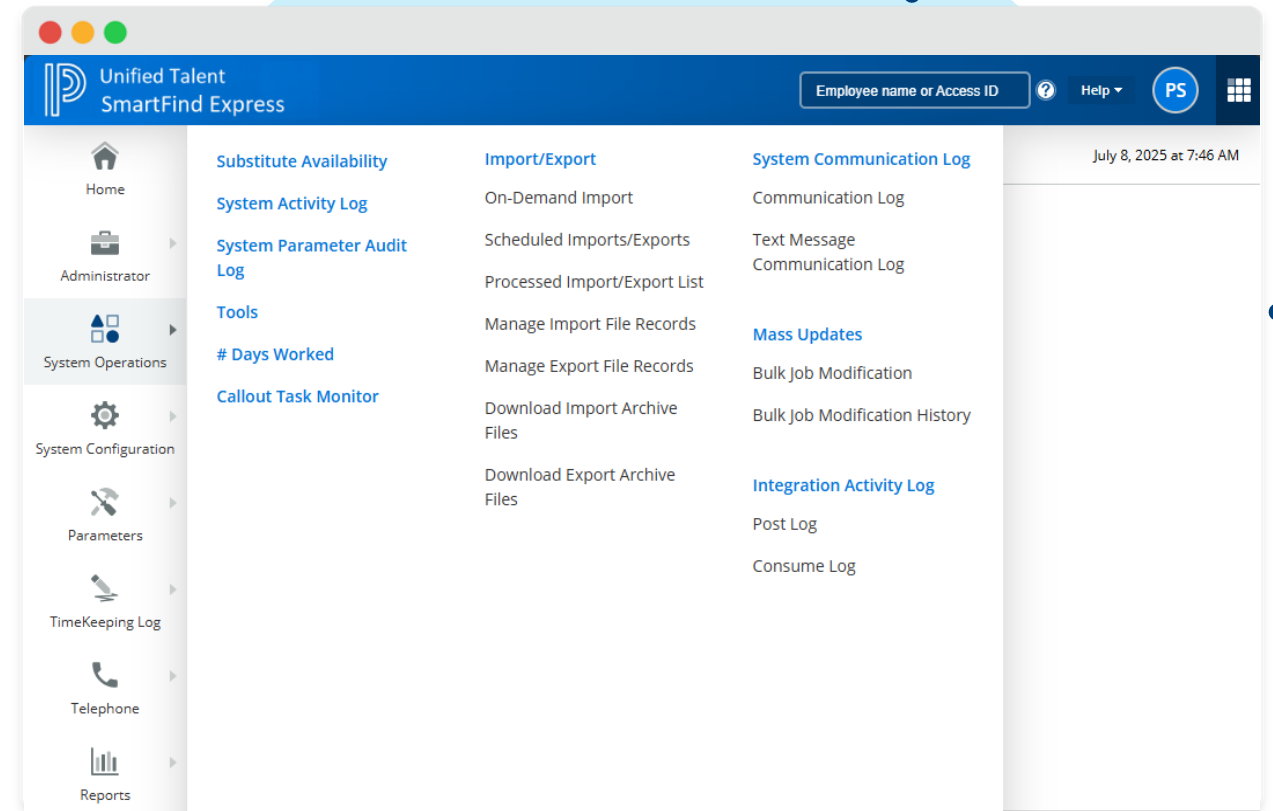 Unified Talent
SmartFind Express
Employee name or Access ID
?
Help
PS
July 8, 2025 at 7:46 AM
Home
Administrator
System Operations
System Configuration
Parameters
TimeKeeping Log
Telephone
Reports
Substitute Availability
System Activity Log
System Parameter Audit
Log
Tools
# Days Worked
Callout Task Monitor
Import/Export
On-Demand Import
Scheduled Imports/Exports
Processed Import/Export List
Manage Import File Records
Manage Export File Records
Download Import Archive
Files
Download Export Archive
Files
System Communication Log
Communication Log
Text Message
Communication Log
Mass Updates
Bulk Job Modification
Bulk Job Modification History
Integration Activity Log
Post Log
Consume Log